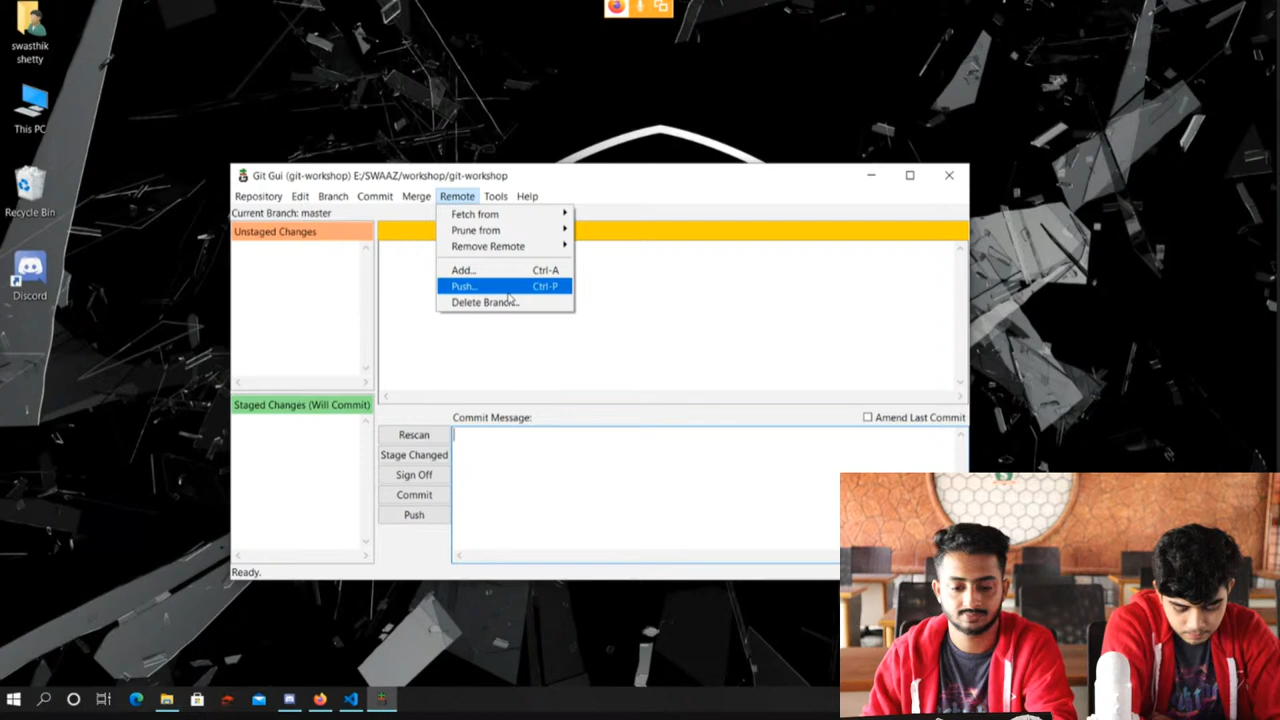 swasthik
shetty
This PC
Recycle Bin
Discord
Git Gui (git-workshop) E:/SWAAZ/workshop/git-workshop
Repository Edit Branch Commit Merge Remote Tools Help
Current Branch: master
Unstaged Changes
Fetch from
Prune from
Remove Remote
Add... Ctrl-A
Push... Ctrl-P
Delete Branch...
Staged Changes (Will Commit)
Commit Message:
Amend Last Commit
Rescan
Stage Changed
Sign Off
Commit
Push
Ready.